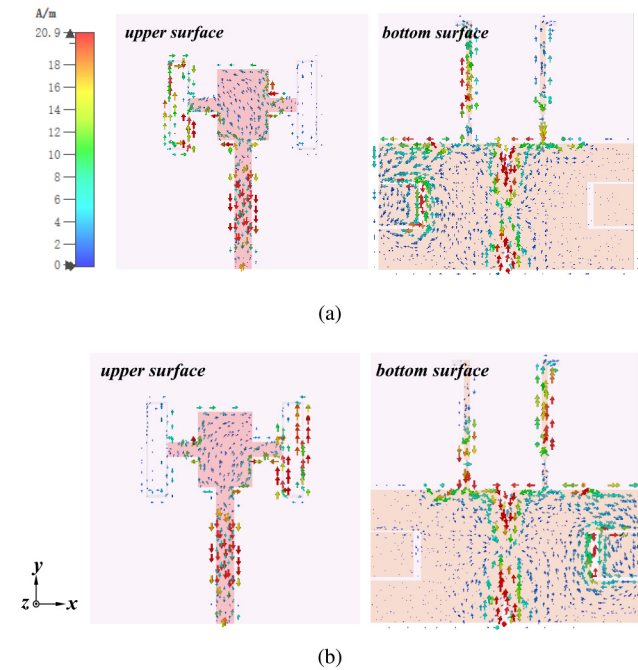 A/m
20.9
18
16
14
12
10
8
6
4
2
0
upper surface
bottom surface
(a)
upper surface
bottom surface
y
z
x
(b)